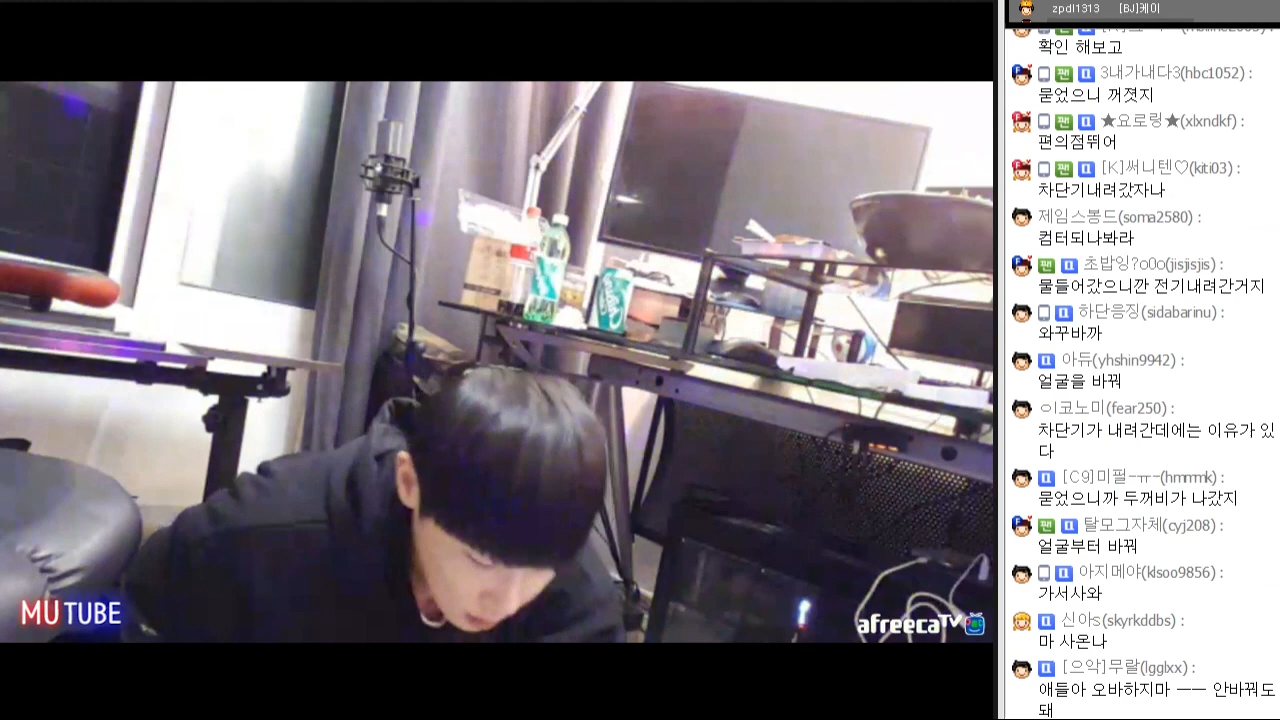 zpdl1313 [BJ]케미
확인 해보고
3내가내다3(hbc1052) :
묻었으니 꺼졋지
★요로링★(xlxndkf) :
편의점뛰어
[K]써니텐♡(kiti03) :
차단기내려갔자나
제임스봉드(soma2580) :
컴터되나봐라
초밥잉?o0o(jisjisjis) :
물들어갔으니깐 전기내려간거지
하단응징(sidabarinu) :
와꾸바까
아듀(yhshin9942) :
얼굴을 바꿔
이코노미(fear250) :
차단기가 내려간데에는 이유가 있
다
[C9]미펄-ㅠ-(hmrrmk) :
묻었으니까 두꺼비가 나갔지
탈모그자체(cyj208) :
얼굴부터 바꿔
아지메야(klsoo9856) :
가서사와
신아s(skyrkddbs) :
마 사온나
[으악]무랄(lgglxx) :
얘들아 오바하지마 ㅡㅡ 안바꿔도
돼
MUTUBE
afreecaTV